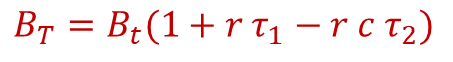 B_T = B_t(1 + r τ_1 − r c τ_2)